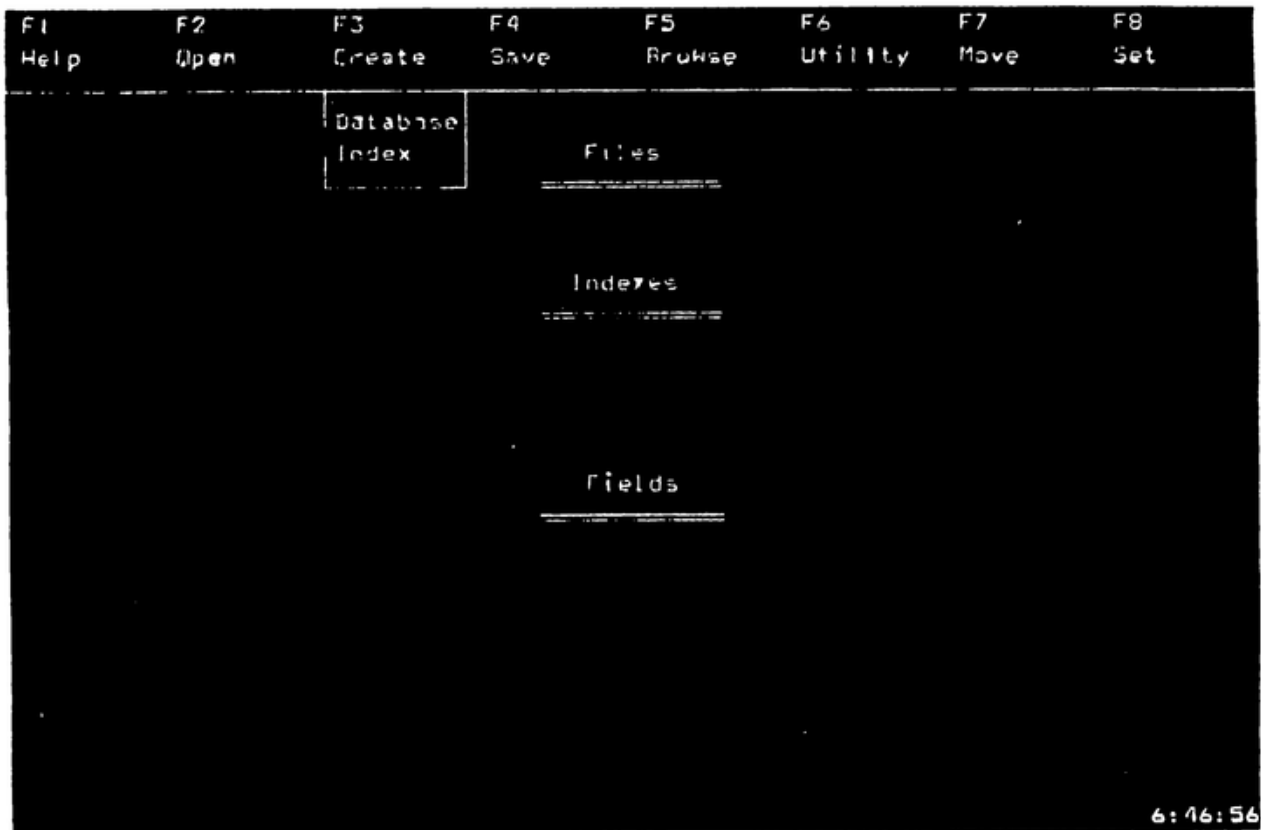 F1 F2 F3 F4 F5 F6 F7 F8
Help Open Create Save Browse Utility Move Set
Database
Index
Files
Indexes
Fields
6:46:56